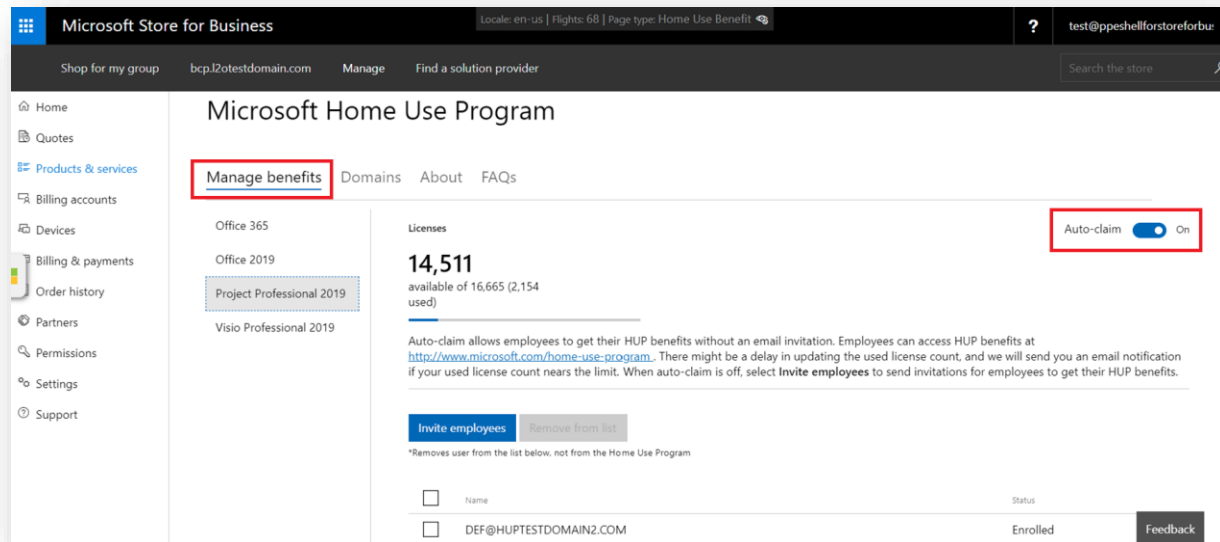 Microsoft Store for Business
Locale: en-us | Flights: 68 | Page type: Home Use Benefit
?
test@ppeshellforstoreforbu
Shop for my group
bcp.l2otestdomain.com
Manage
Find a solution provider
Search the store
Home
Quotes
Products & services
Billing accounts
Devices
Billing & payments
Order history
Partners
Permissions
Settings
Support
Microsoft Home Use Program
Manage benefits
Domains
About
FAQs
Office 365
Office 2019
Project Professional 2019
Visio Professional 2019
Licenses
Auto-claim
On
14,511
available of 16,665 (2,154
used)
Auto-claim allows employees to get their HUP benefits without an email invitation. Employees can access HUP benefits at
http://www.microsoft.com/home-use-program . There might be a delay in updating the used license count, and we will send you an email notification
if your used license count nears the limit. When auto-claim is off, select Invite employees to send invitations for employees to get their HUP benefits.
Invite employees
Remove from list
*Removes user from the list below, not from the Home Use Program
Name
Status
DEF@HUPTESTDOMAIN2.COM
Enrolled
Feedback